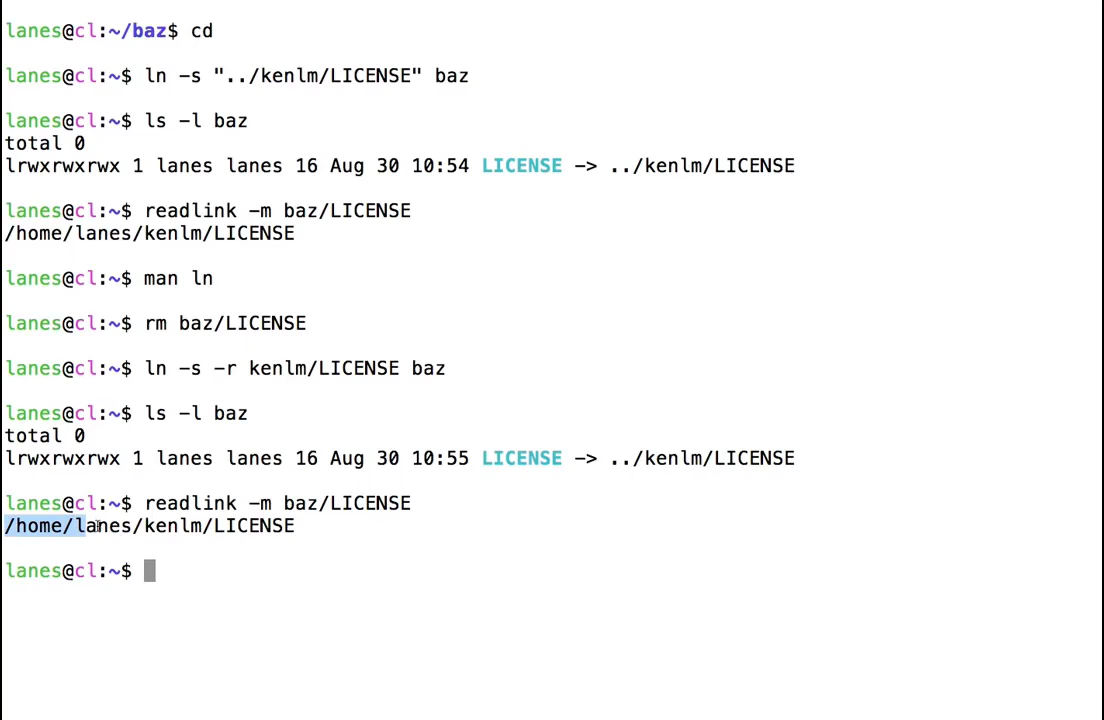 lanes@cl:~/baz$ cd
lanes@cl:~$ ln -s "../kenlm/LICENSE" baz
lanes@cl:~$ ls -l baz
total 0
lrwxrwxrwx 1 lanes lanes 16 Aug 30 10:54 LICENSE -> ../kenlm/LICENSE
lanes@cl:~$ readlink -m baz/LICENSE
/home/lanes/kenlm/LICENSE
lanes@cl:~$ man ln
lanes@cl:~$ rm baz/LICENSE
lanes@cl:~$ ln -s -r kenlm/LICENSE baz
lanes@cl:~$ ls -l baz
total 0
lrwxrwxrwx 1 lanes lanes 16 Aug 30 10:55 LICENSE -> ../kenlm/LICENSE
lanes@cl:~$ readlink -m baz/LICENSE
/home/lanes/kenlm/LICENSE
lanes@cl:~$